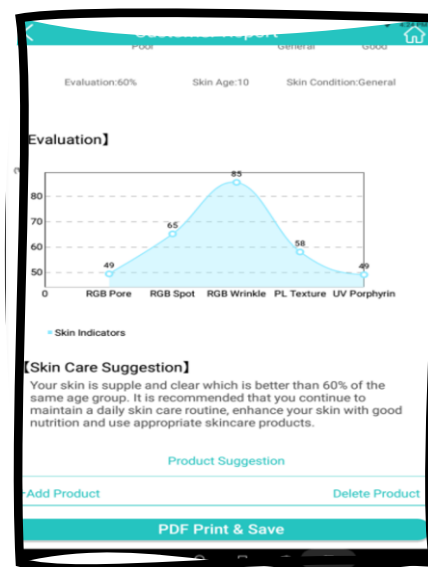 Poor General Good
Evaluation:60% Skin Age:10 Skin Condition:General
Evaluation】
85
80
70
65
60
58
50
49
49
0 RGB Pore RGB Spot RGB Wrinkle PL Texture UV Porphyrin
Skin Indicators
【Skin Care Suggestion】
Your skin is supple and clear which is better than 60% of the
same age group. It is recommended that you continue to
maintain a daily skin care routine, enhance your skin with good
nutrition and use appropriate skincare products.
Product Suggestion
Add Product Delete Product
PDF Print & Save